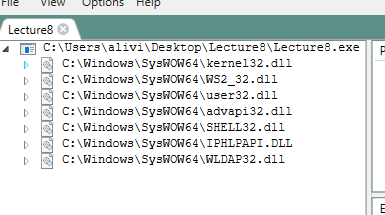 File View Options Help
Lecture8
C:\Users\alivi\Desktop\Lecture8\Lecture8.exe
C:\Windows\SysWOW64\kernel32.dll
C:\Windows\SysWOW64\WS2_32.dll
C:\Windows\SysWOW64\user32.dll
C:\Windows\SysWOW64\advapi32.dll
C:\Windows\SysWOW64\SHELL32.dll
C:\Windows\SysWOW64\IPHLPAPI.DLL
C:\Windows\SysWOW64\WLDAP32.dll